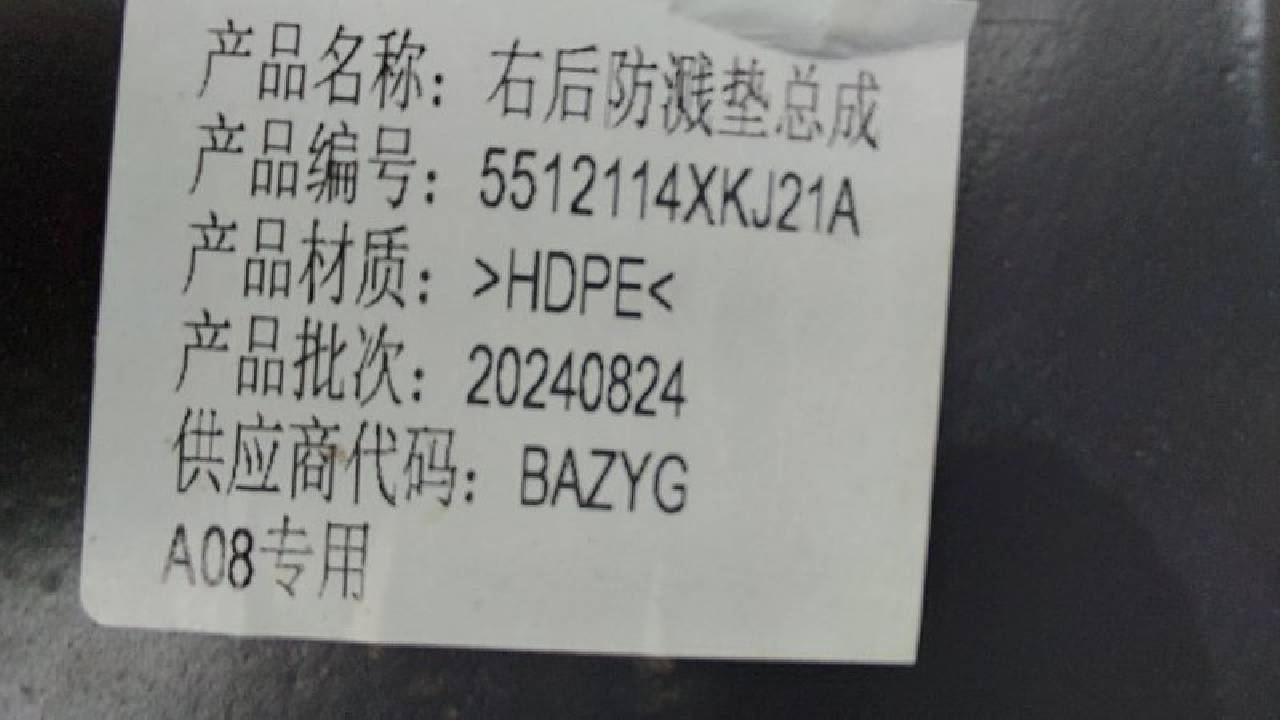 产品名称：右后防溅垫总成
产品编号：5512114XKJ21A
产品材质：>HDPE<
产品批次：20240824
供应商代码：BAZYG
A08专用